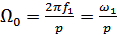 Ω₀ = 2πf₁/p = ω₁/p